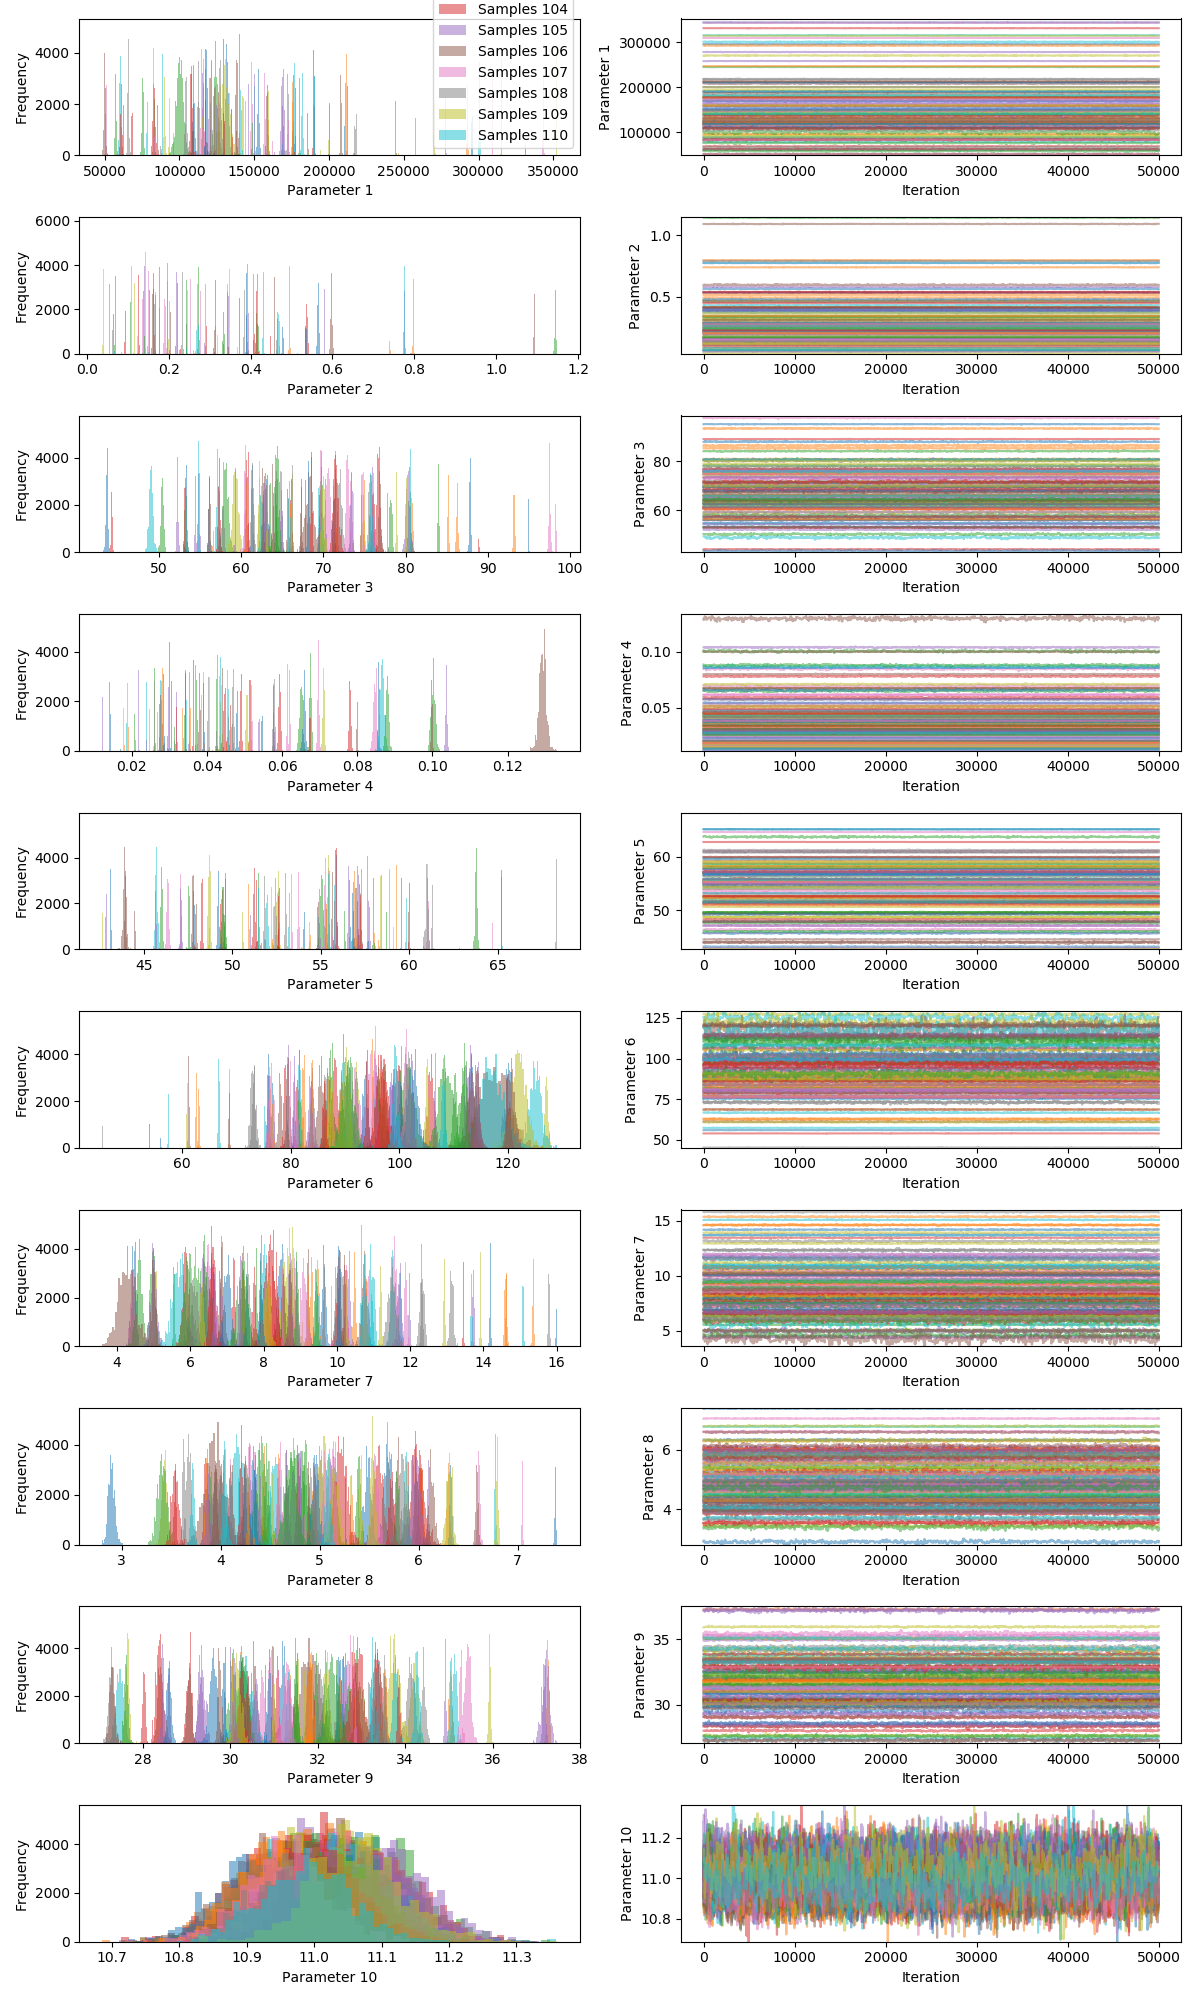 Samples 104
Samples 105
Samples 106
Samples 107
Samples 108
Samples 109
Samples 110
Frequency
4000
2000
0
50000 100000 150000 200000 250000 300000 350000
Parameter 1
Parameter 1
300000
200000
100000
0 10000 20000 30000 40000 50000
Iteration
Frequency
6000
4000
2000
0
0.0 0.2 0.4 0.6 0.8 1.0 1.2
Parameter 2
Parameter 2
1.0
0.5
0 10000 20000 30000 40000 50000
Iteration
Frequency
4000
2000
0
50 60 70 80 90 100
Parameter 3
Parameter 3
80
60
0 10000 20000 30000 40000 50000
Iteration
Frequency
4000
2000
0
0.02 0.04 0.06 0.08 0.10 0.12
Parameter 4
Parameter 4
0.10
0.05
0 10000 20000 30000 40000 50000
Iteration
Frequency
4000
2000
0
45 50 55 60 65
Parameter 5
Parameter 5
60
50
0 10000 20000 30000 40000 50000
Iteration
Frequency
4000
2000
0
60 80 100 120
Parameter 6
Parameter 6
125
100
75
50
0 10000 20000 30000 40000 50000
Iteration
Frequency
4000
2000
0
4 6 8 10 12 14 16
Parameter 7
Parameter 7
15
10
5
0 10000 20000 30000 40000 50000
Iteration
Frequency
4000
2000
0
3 4 5 6 7
Parameter 8
Parameter 8
6
4
0 10000 20000 30000 40000 50000
Iteration
Frequency
4000
2000
0
28 30 32 34 36 38
Parameter 9
Parameter 9
35
30
0 10000 20000 30000 40000 50000
Iteration
Frequency
4000
2000
0
10.7 10.8 10.9 11.0 11.1 11.2 11.3
Parameter 10
Parameter 10
11.2
11.0
10.8
0 10000 20000 30000 40000 50000
Iteration